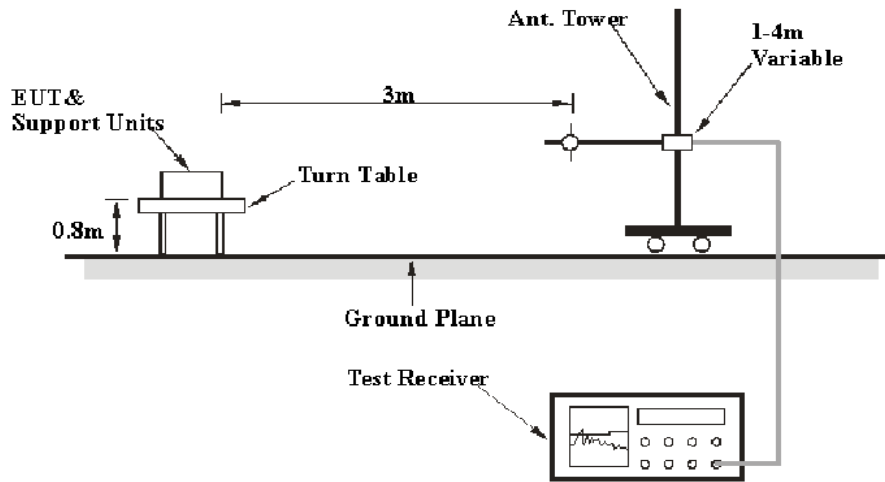 Ant. Tower
1-4m
Variable
3m
EUT&
Support Units
Turn Table
0.8m
Ground Plane
Test Receiver